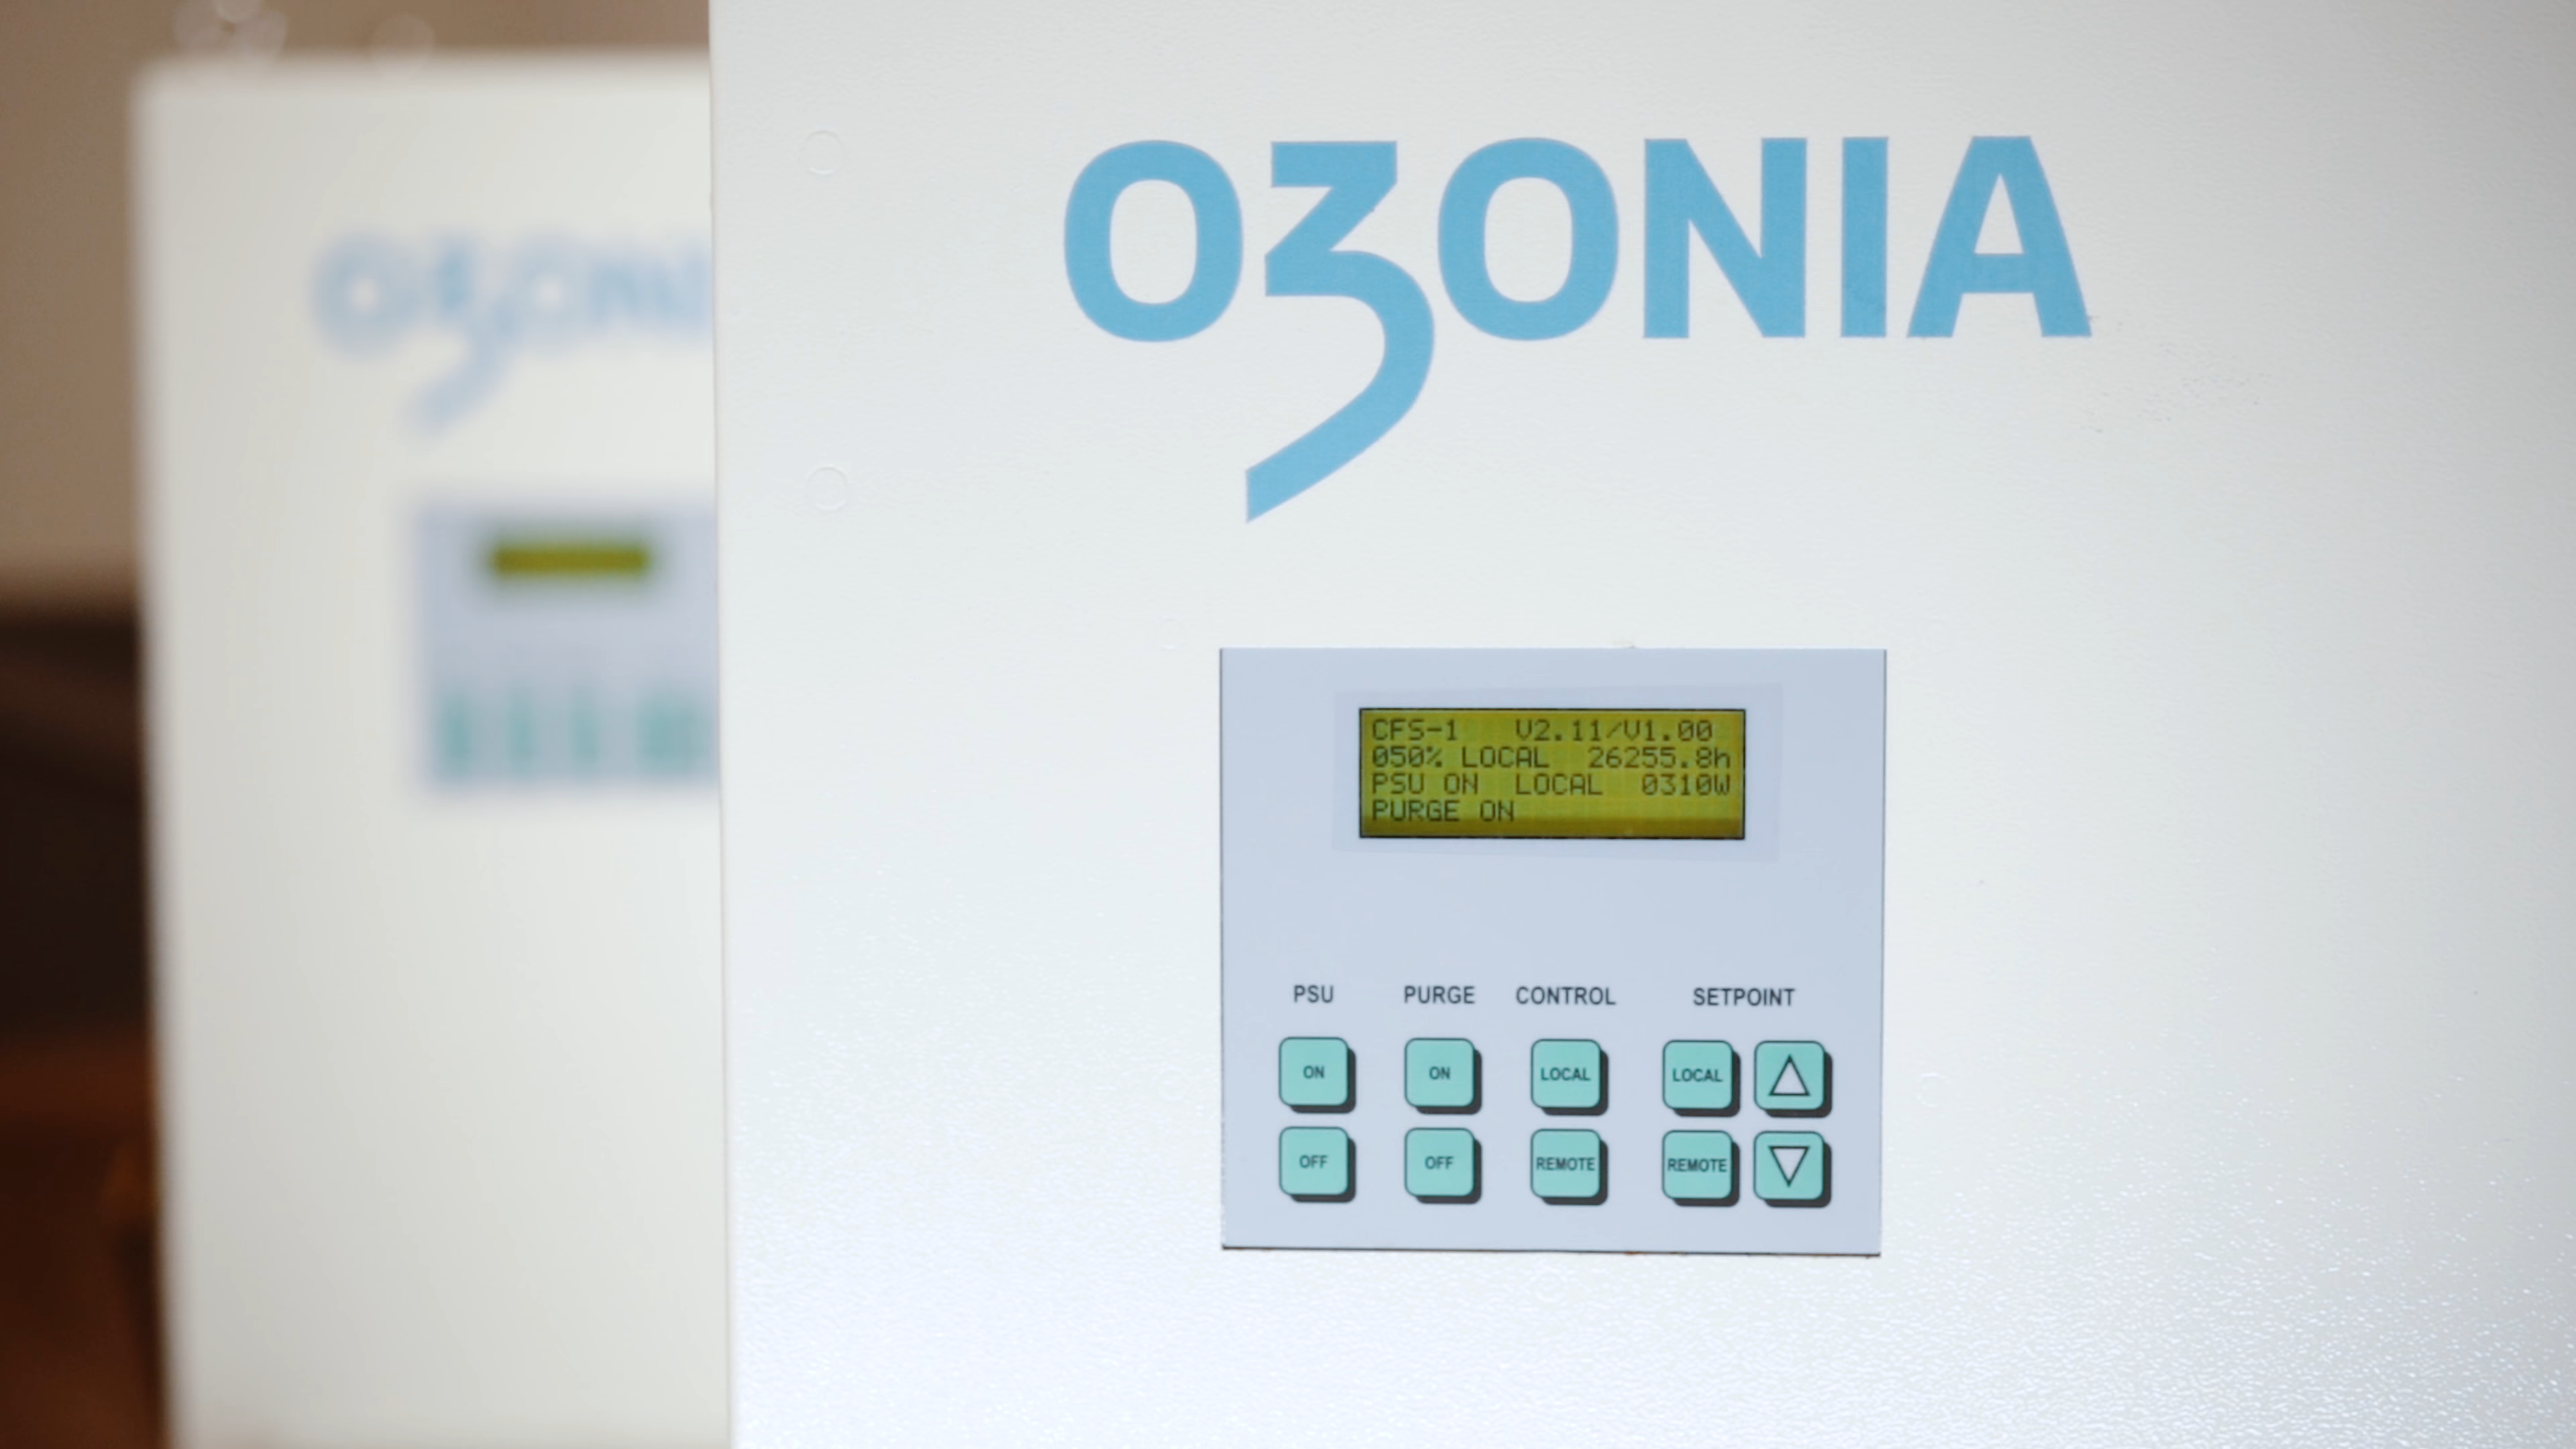 OZONIA
CFS-1 V2.11/V1.00
050% LOCAL 26255.8h
PSU ON LOCAL 0310W
PURGE ON
PSU PURGE CONTROL SETPOINT
ON ON LOCAL LOCAL
OFF OFF REMOTE REMOTE